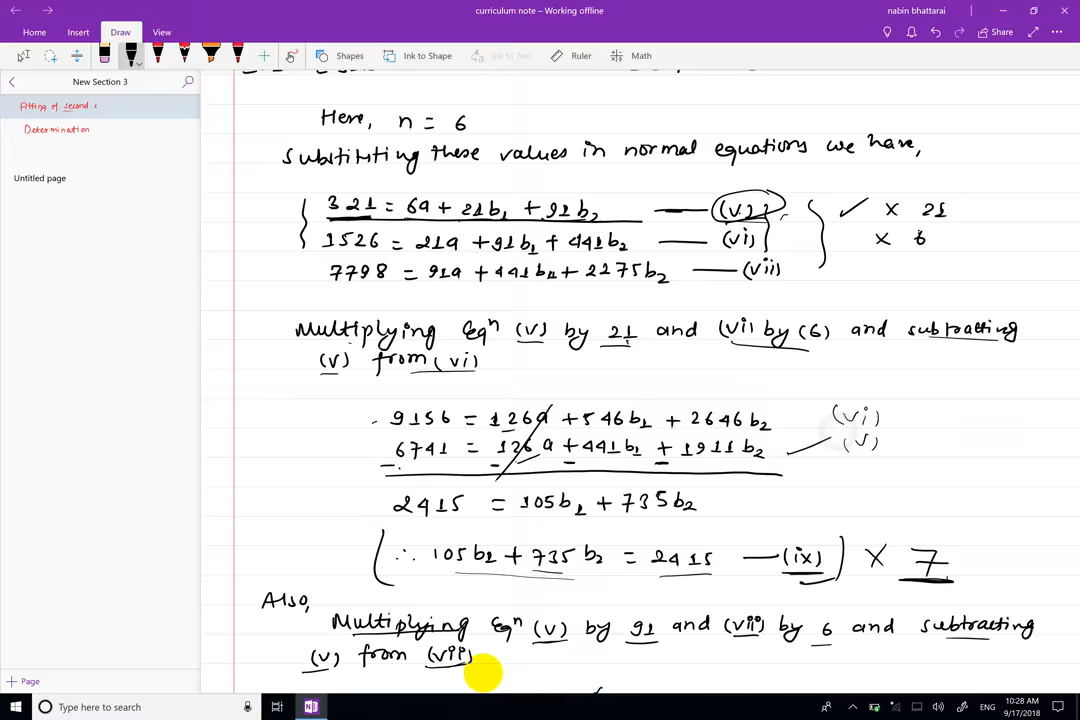 curriculum note – Working offline
nabin bhattarai
Home Insert Draw View
Share
Shapes Ink to Shape Ink to Text Ruler Math
New Section 3
Fitting of second
Determination
Untitled page
Here, n = 6
Substititing these values in normal equations we have,
321 = 6a + 21b1 + 91b2 — (v) × 21
1526 = 21a + 91b1 + 441b2 — (vi) × 6
7798 = 91a + 441b1 + 2275b2 — (vii)
Multiplying Eqn (v) by 21 and (vi) by (6) and subtracting
(v) from (vi)
9156 = 126a + 546b1 + 2646b2 (vi)
6741 = 126a + 441b1 + 1911b2 (v)
2415 = 105b1 + 735b2
∴ 105b1 + 735b2 = 2415 — (ix) × 7
Also,
Multiplying Eqn (v) by 91 and (vii) by 6 and subtracting
(v) from (vii)
+ Page
Type here to search
ENG
10:28 AM
9/17/2018